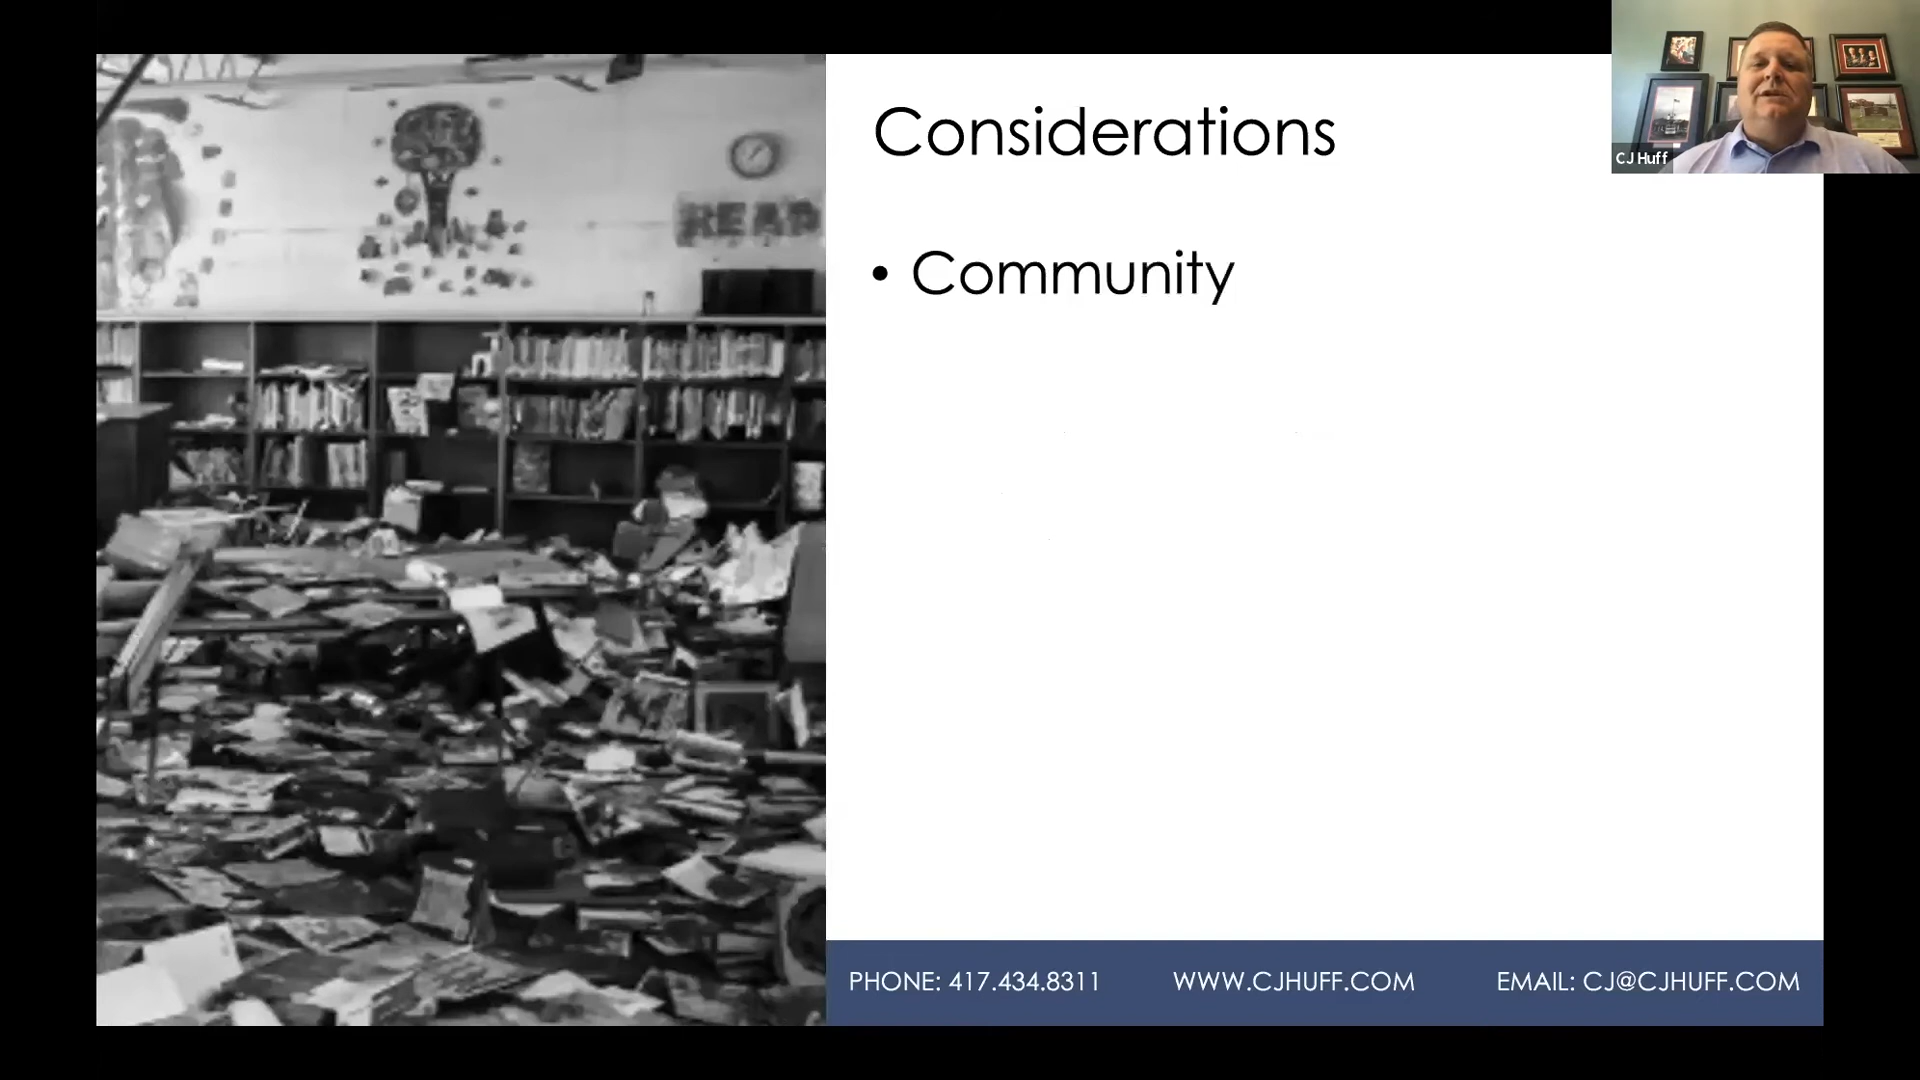 CJ Huff
Considerations
READ
• Community
PHONE: 417.434.8311 WWW.CJHUFF.COM EMAIL: CJ@CJHUFF.COM